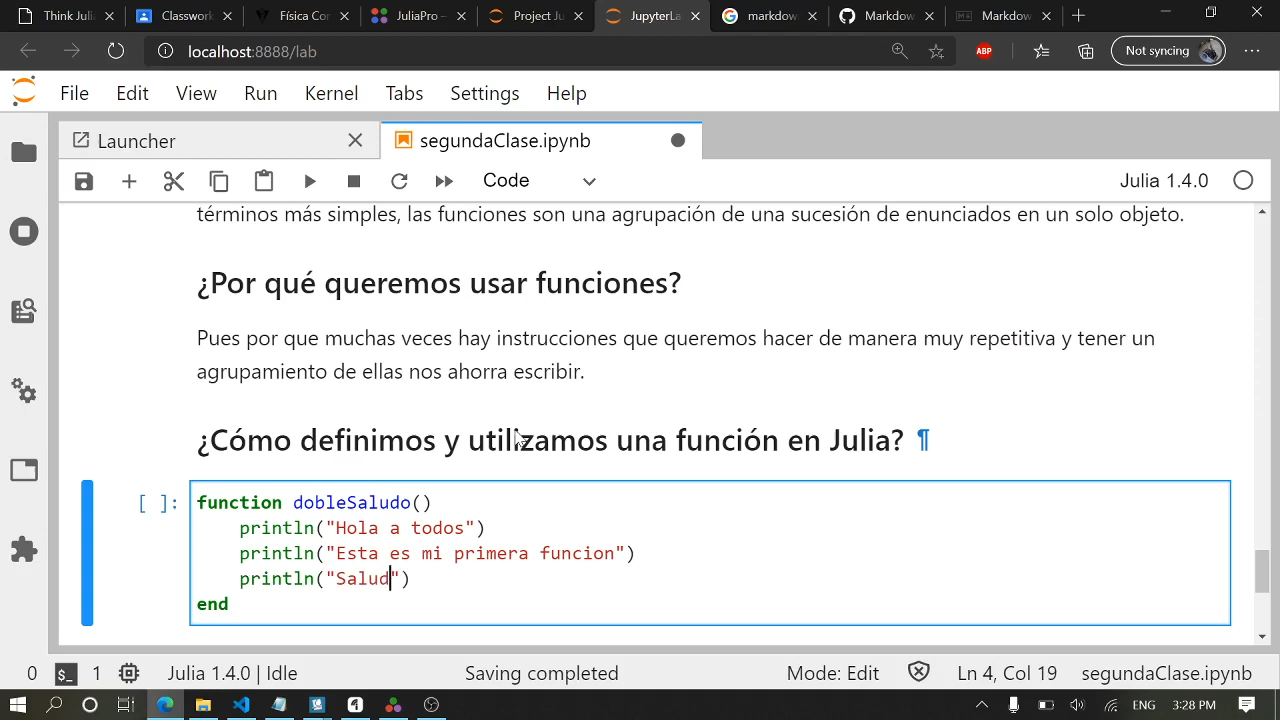 Think Julia
Classwork
Física Cor
JuliaPro -
Project Ju
JupyterLa
markdown
Markdow
Markdow
localhost:8888/lab
ABP
Not syncing
File Edit View Run Kernel Tabs Settings Help
Launcher
segundaClase.ipynb
Code
Julia 1.4.0
términos más simples, las funciones son una agrupación de una sucesión de enunciados en un solo objeto.
¿Por qué queremos usar funciones?
Pues por que muchas veces hay instrucciones que queremos hacer de manera muy repetitiva y tener un
agrupamiento de ellas nos ahorra escribir.
¿Cómo definimos y utilizamos una función en Julia? ¶
[ ]:
function dobleSaludo()
println("Hola a todos")
println("Esta es mi primera funcion")
println("Salud")
end
0 $_ 1 Julia 1.4.0 | Idle Saving completed Mode: Edit Ln 4, Col 19 segundaClase.ipynb
ENG 3:28 PM